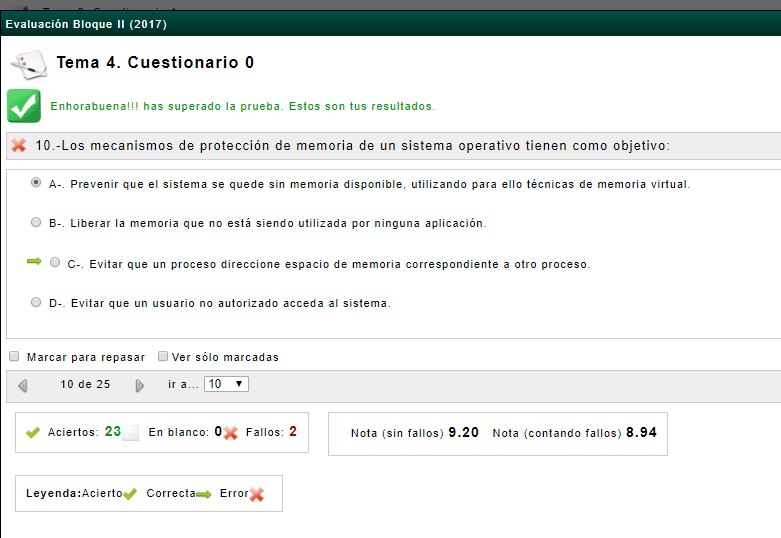 Evaluación Bloque II (2017)
Tema 4. Cuestionario 0
Enhorabuena!!! has superado la prueba. Estos son tus resultados.
10.-Los mecanismos de protección de memoria de un sistema operativo tienen como objetivo:
A-. Prevenir que el sistema se quede sin memoria disponible, utilizando para ello técnicas de memoria virtual.
B-. Liberar la memoria que no está siendo utilizada por ninguna aplicación.
C-. Evitar que un proceso direccione espacio de memoria correspondiente a otro proceso.
D-. Evitar que un usuario no autorizado acceda al sistema.
Marcar para repasar Ver sólo marcadas
10 de 25 ir a... 10
Aciertos: 23 En blanco: 0 Fallos: 2
Nota (sin fallos) 9.20 Nota (contando fallos) 8.94
Leyenda:Acierto Correcta Error